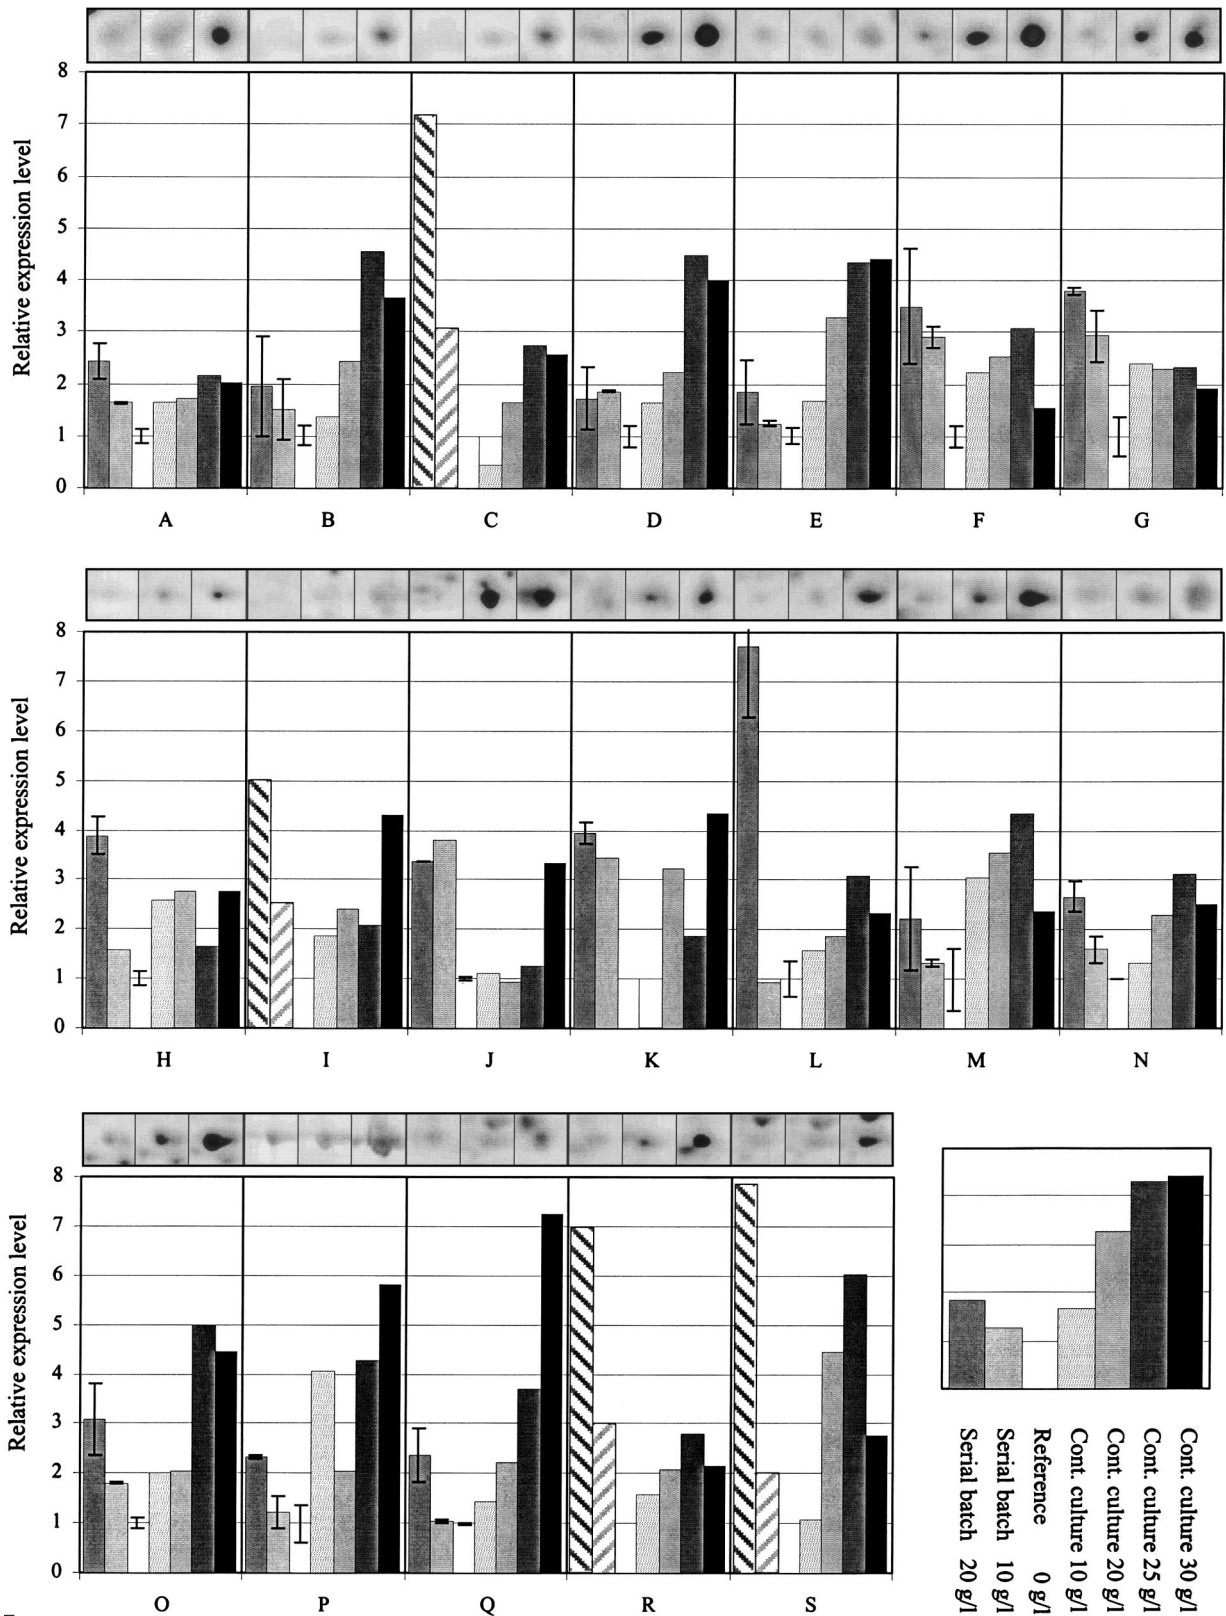 Relative expression level
8
7
6
5
4
3
2
1
0
A B C D E F G
Relative expression level
8
7
6
5
4
3
2
1
0
H I J K L M N
Relative expression level
8
7
6
5
4
3
2
1
0
O P Q R S
Serial batch 20 g/l
Serial batch 10 g/l
Reference 0 g/l
Cont. culture 10 g/l
Cont. culture 20 g/l
Cont. culture 25 g/l
Cont. culture 30 g/l